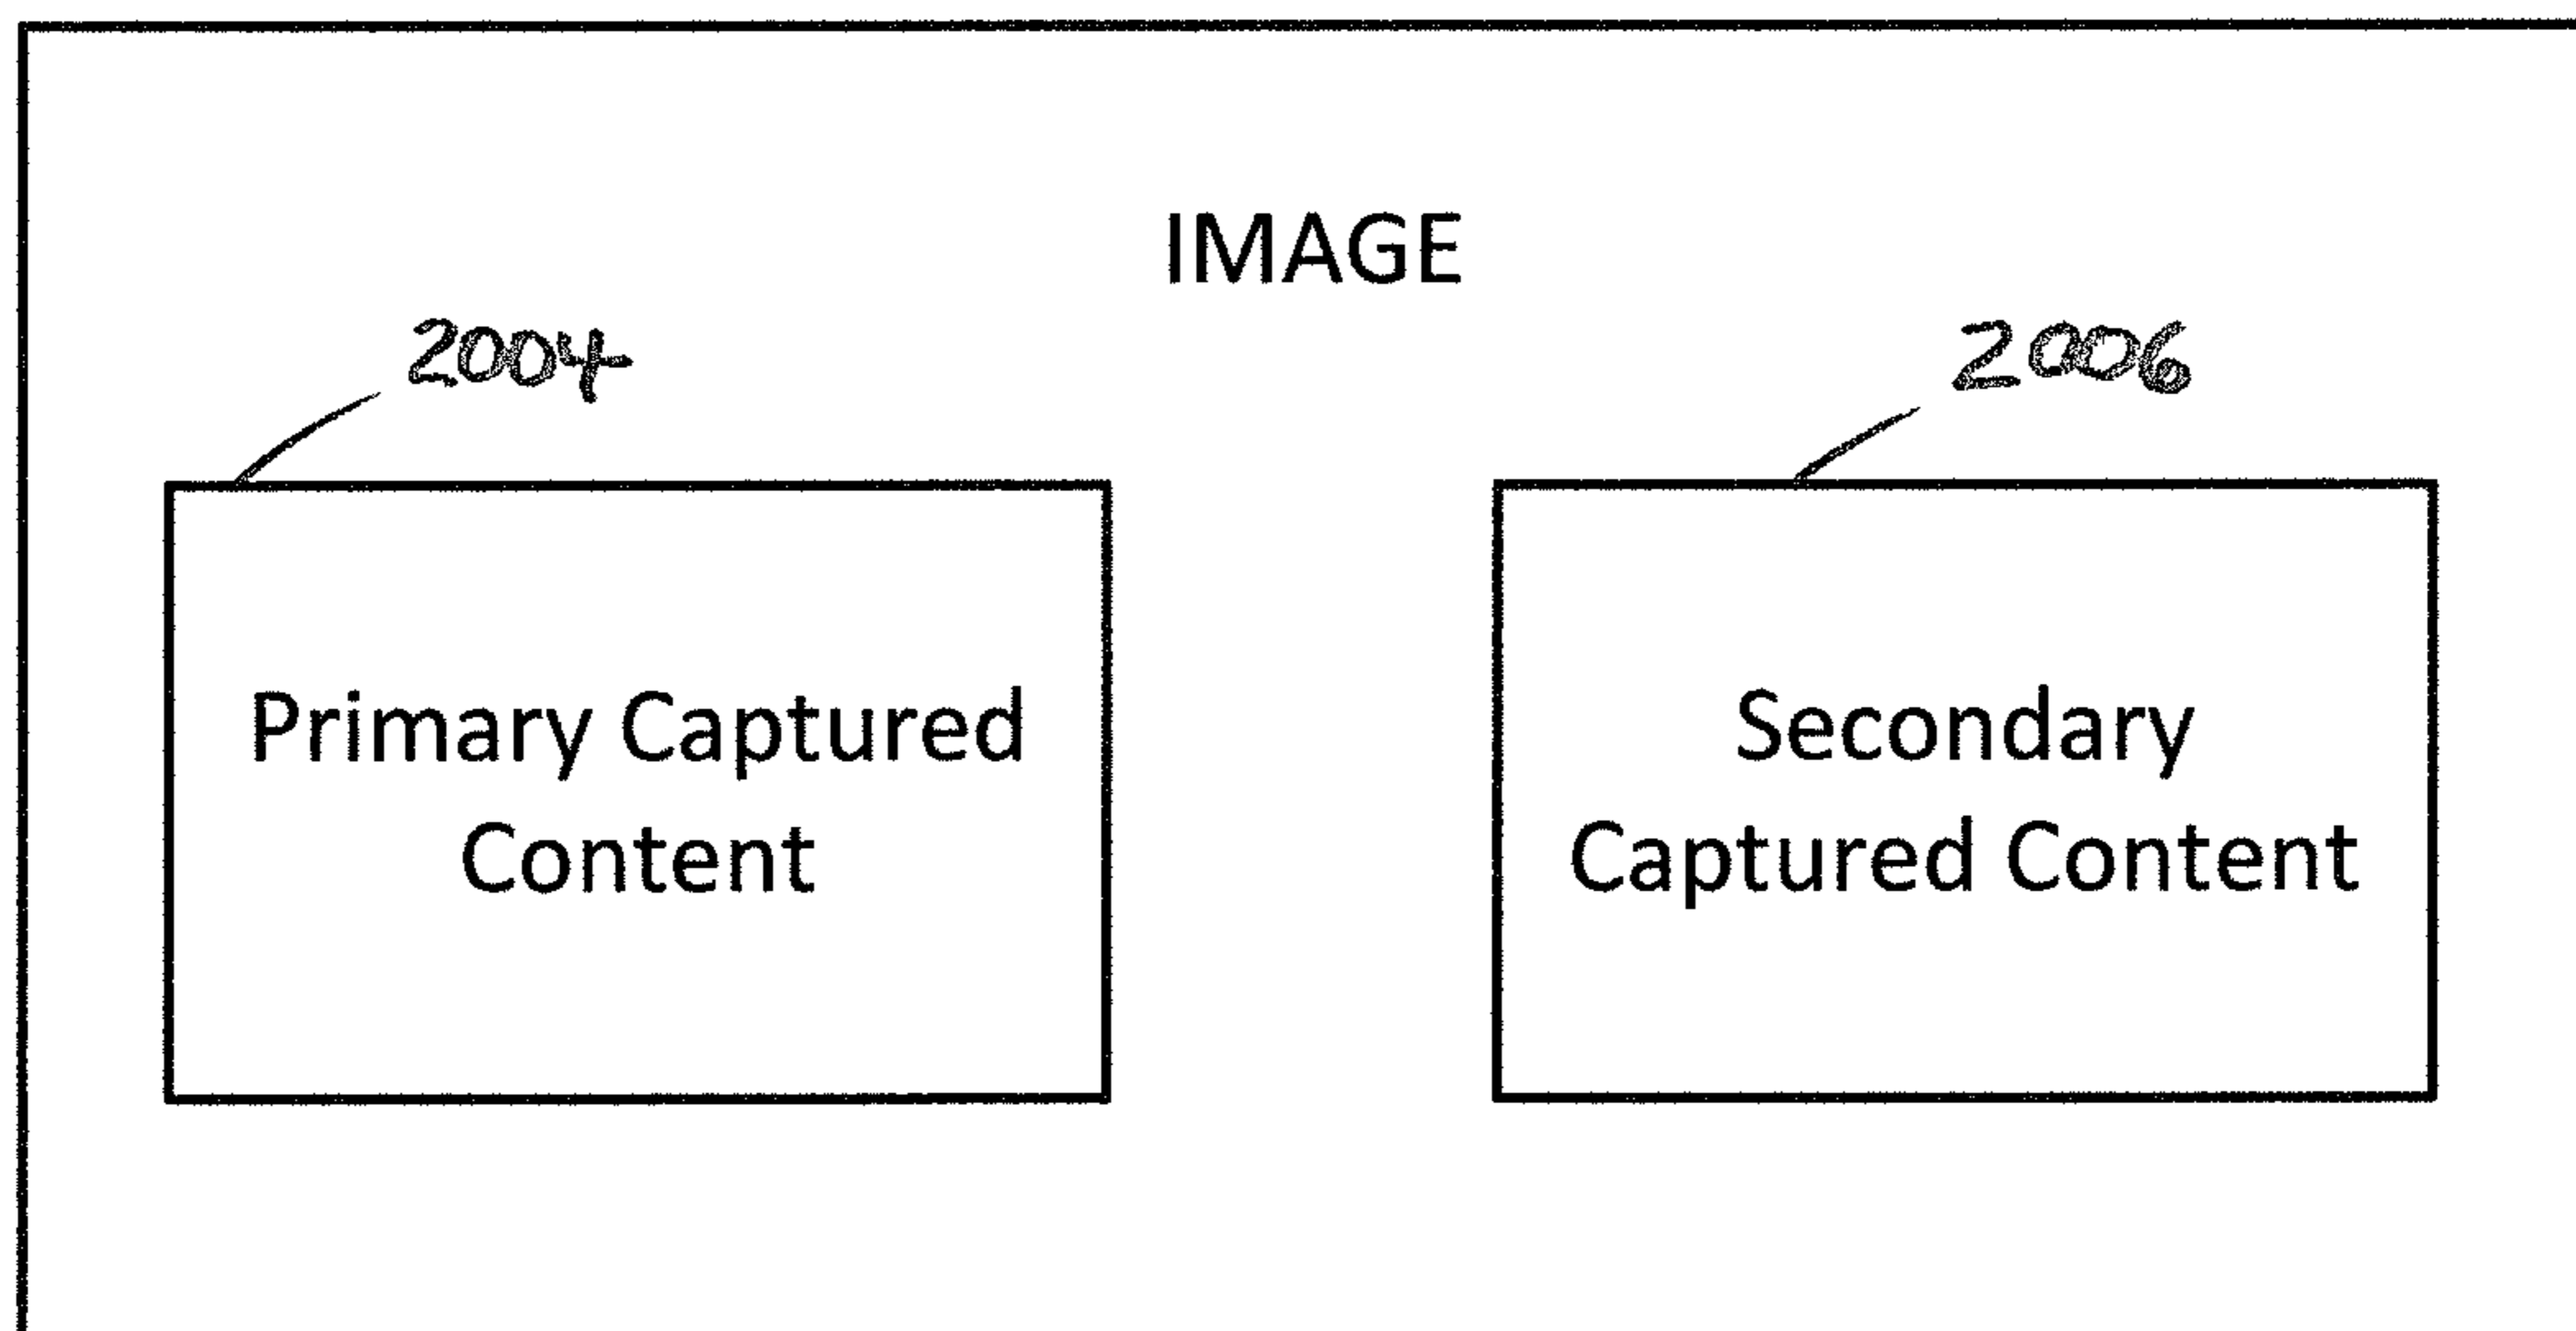 IMAGE
2004
2006
Primary Captured
Content
Secondary
Captured Content